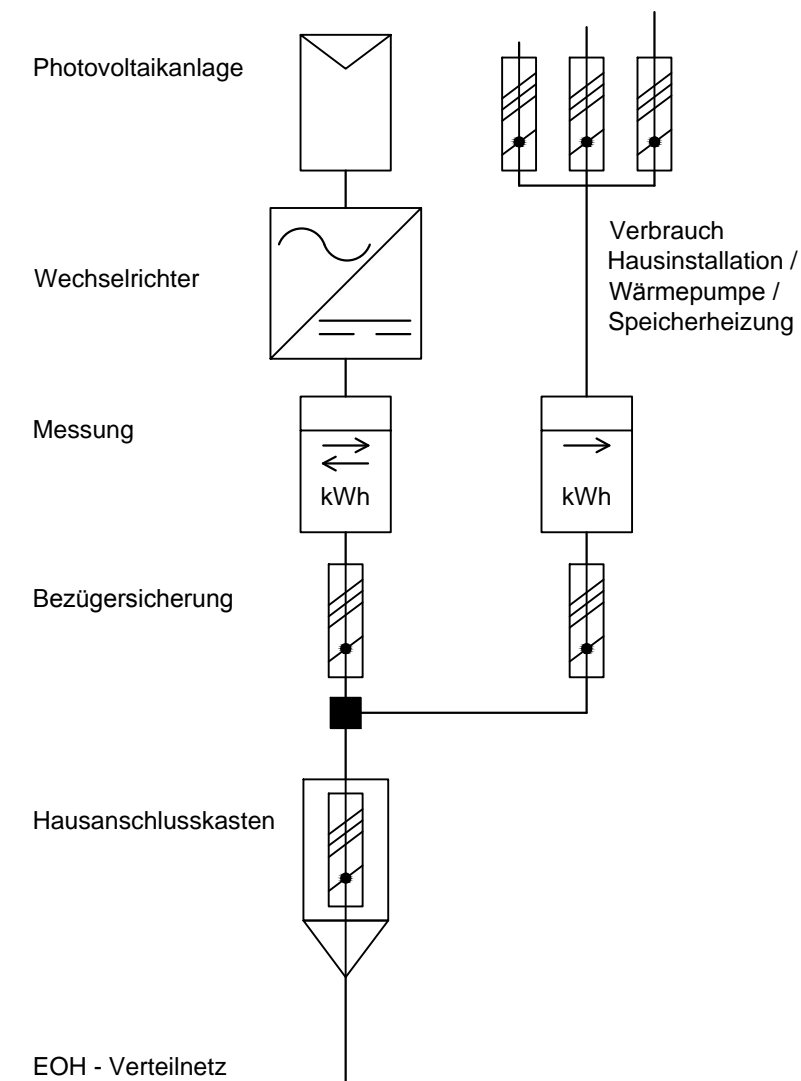 Photovoltaikanlage
Verbrauch
Hausinstallation /
Wärmepumpe /
Speicherheizung
Wechselrichter
Messung
kWh
kWh
Bezügersicherung
Hausanschlusskasten
EOH - Verteilnetz